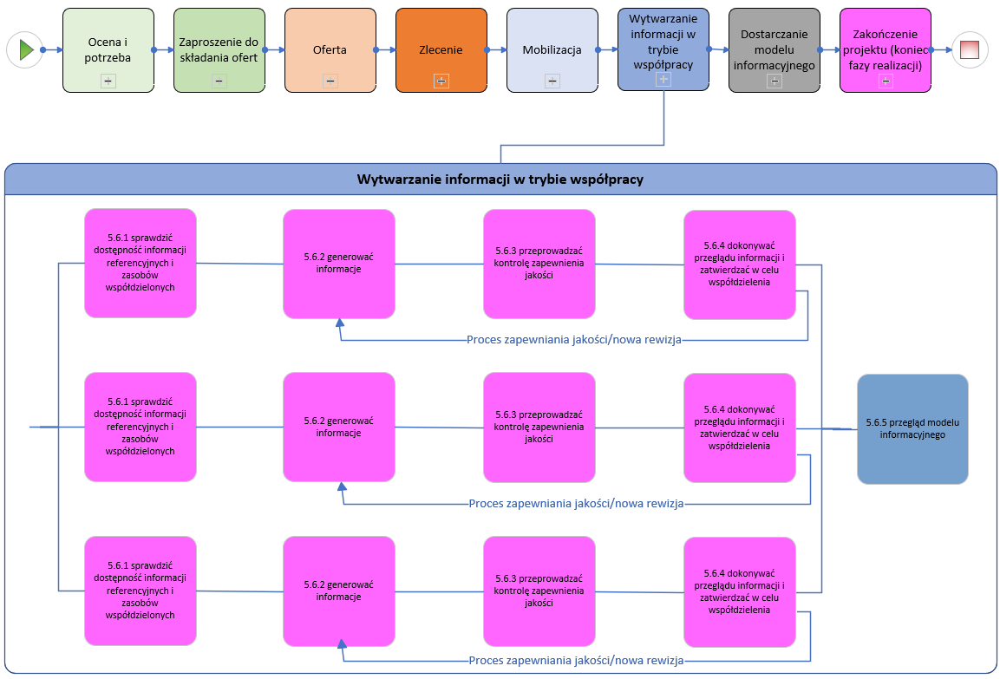 Ocena i
potrzeba
Zaproszenie do
składania ofert
Oferta
Zlecenie
Mobilizacja
Wytwarzanie
informacji w
trybie
współpracy
Dostarczanie
modelu
informacyjnego
Zakończenie
projektu (koniec
fazy realizacji)
Wytwarzanie informacji w trybie współpracy
5.6.1 sprawdzić
dostępność informacji
referencyjnych i
zasobów
współdzielonych
5.6.2 generować
informacje
5.6.3 przeprowadzać
kontrolę zapewnienia
jakości
5.6.4 dokonywać
przeglądu informacji i
zatwierdzać w celu
współdzielenia
Proces zapewniania jakości/nowa rewizja
5.6.1 sprawdzić
dostępność informacji
referencyjnych i
zasobów
współdzielonych
5.6.2 generować
informacje
5.6.3 przeprowadzać
kontrolę zapewnienia
jakości
5.6.4 dokonywać
przeglądu informacji i
zatwierdzać w celu
współdzielenia
5.6.5 przegląd modelu
informacyjnego
Proces zapewniania jakości/nowa rewizja
5.6.1 sprawdzić
dostępność informacji
referencyjnych i
zasobów
współdzielonych
5.6.2 generować
informacje
5.6.3 przeprowadzać
kontrolę zapewnienia
jakości
5.6.4 dokonywać
przeglądu informacji i
zatwierdzać w celu
współdzielenia
Proces zapewniania jakości/nowa rewizja